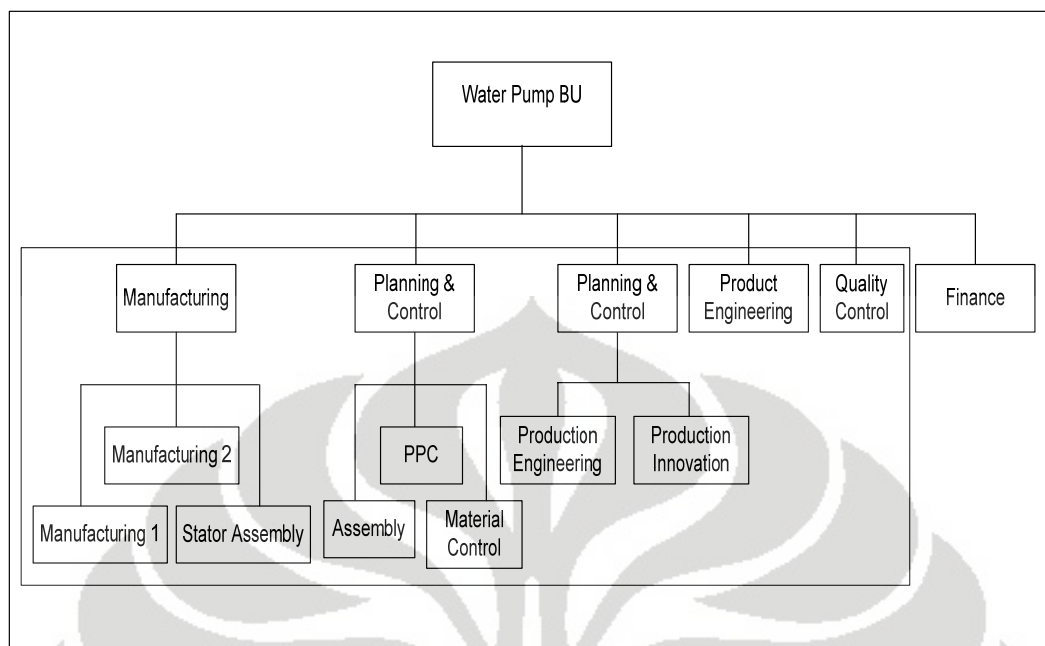 Water Pump BU
Manufacturing
Planning &
Control
Planning &
Control
Product
Engineering
Quality
Control
Finance
Manufacturing 2
PPC
Production
Engineering
Production
Innovation
Manufacturing 1
Stator Assembly
Assembly
Material
Control